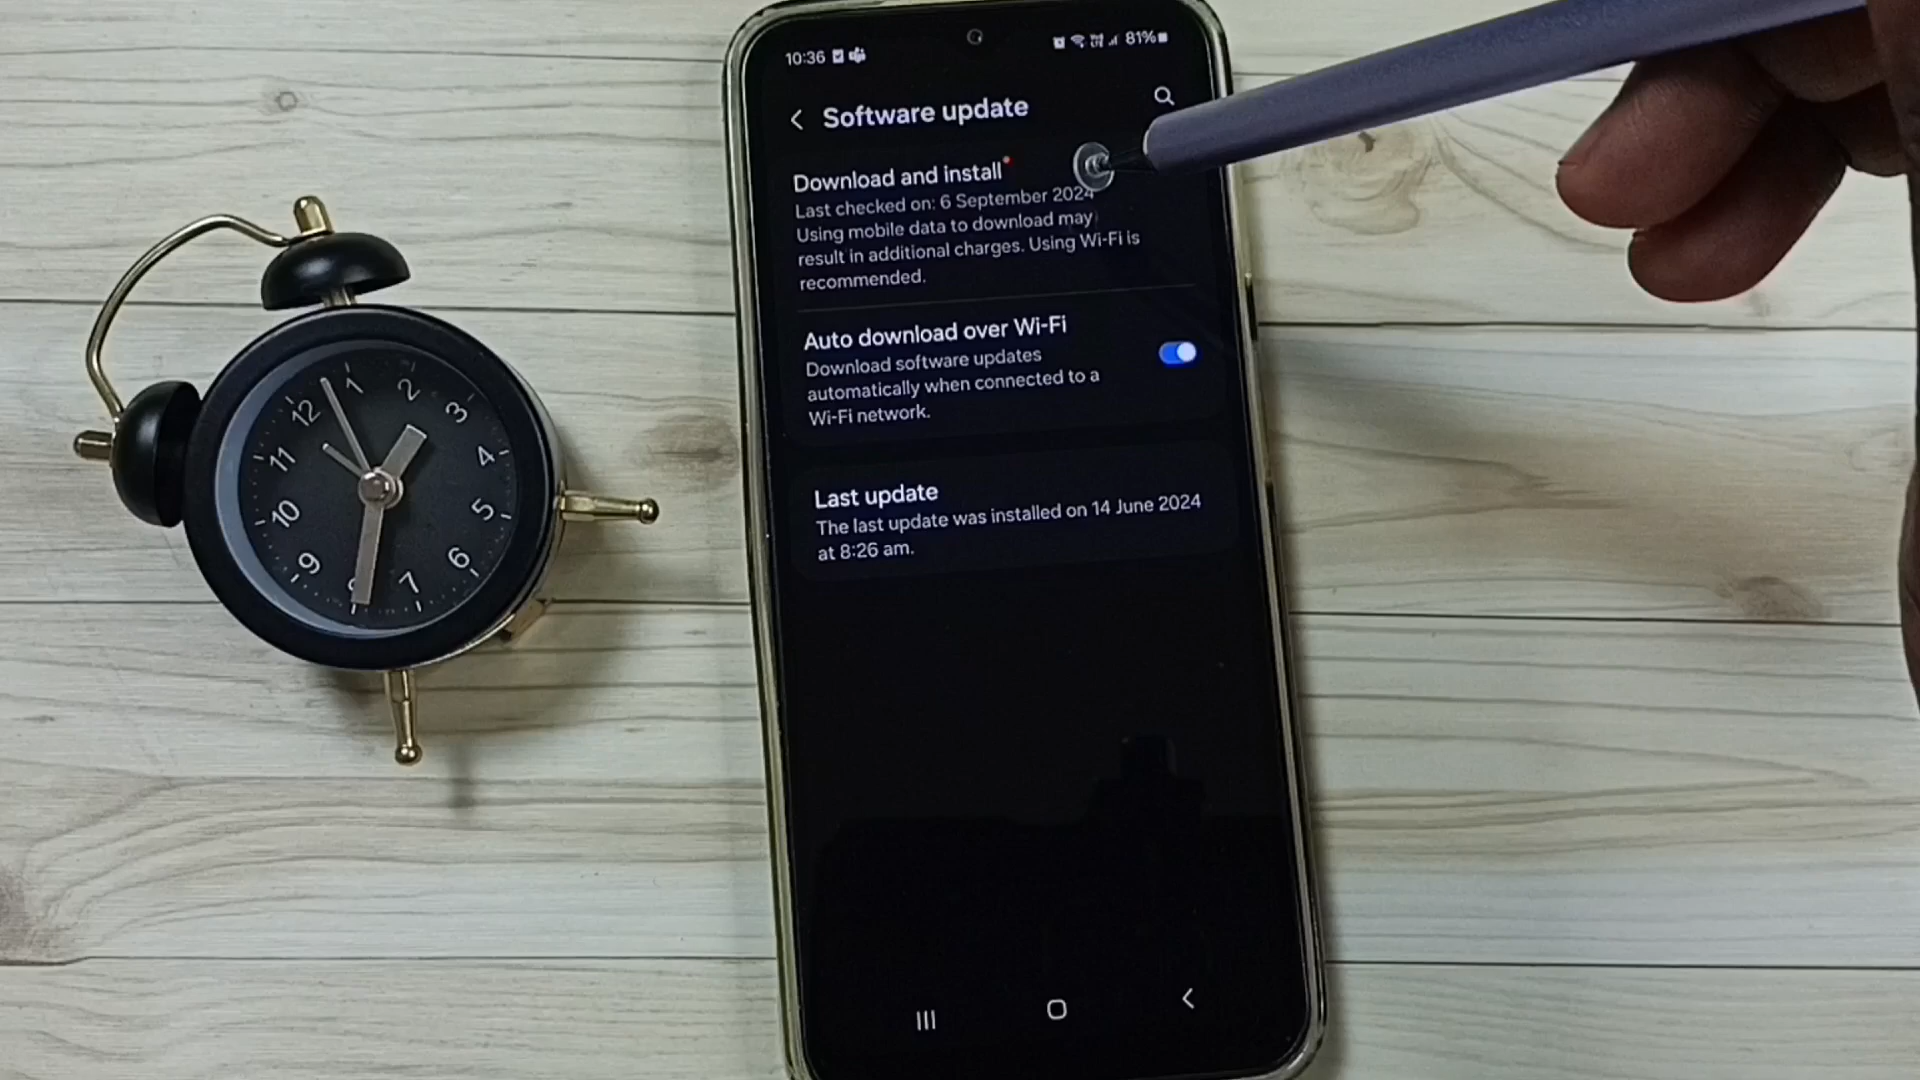 10:36
81%
Software update
Download and install
Last checked on: 6 September 2024
Using mobile data to download may
result in additional charges. Using Wi-Fi is
recommended.
Auto download over Wi-Fi
Download software updates
automatically when connected to a
Wi-Fi network.
Last update
The last update was installed on 14 June 2024
at 8:26 am.
12
1
2
3
4
5
6
7
8
9
10
11